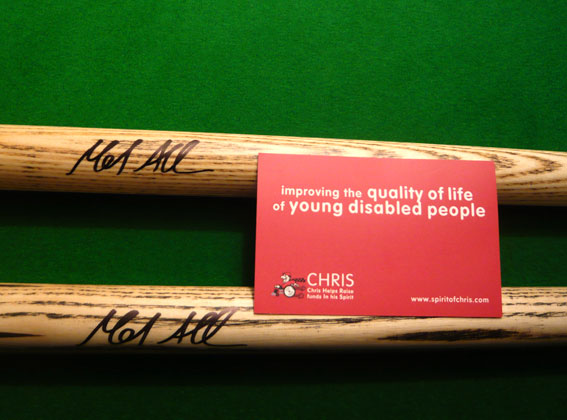 improving the quality of life
of young disabled people
CHRIS
Chris Helps Raise
funds in his Spirit
www.spiritofchris.com